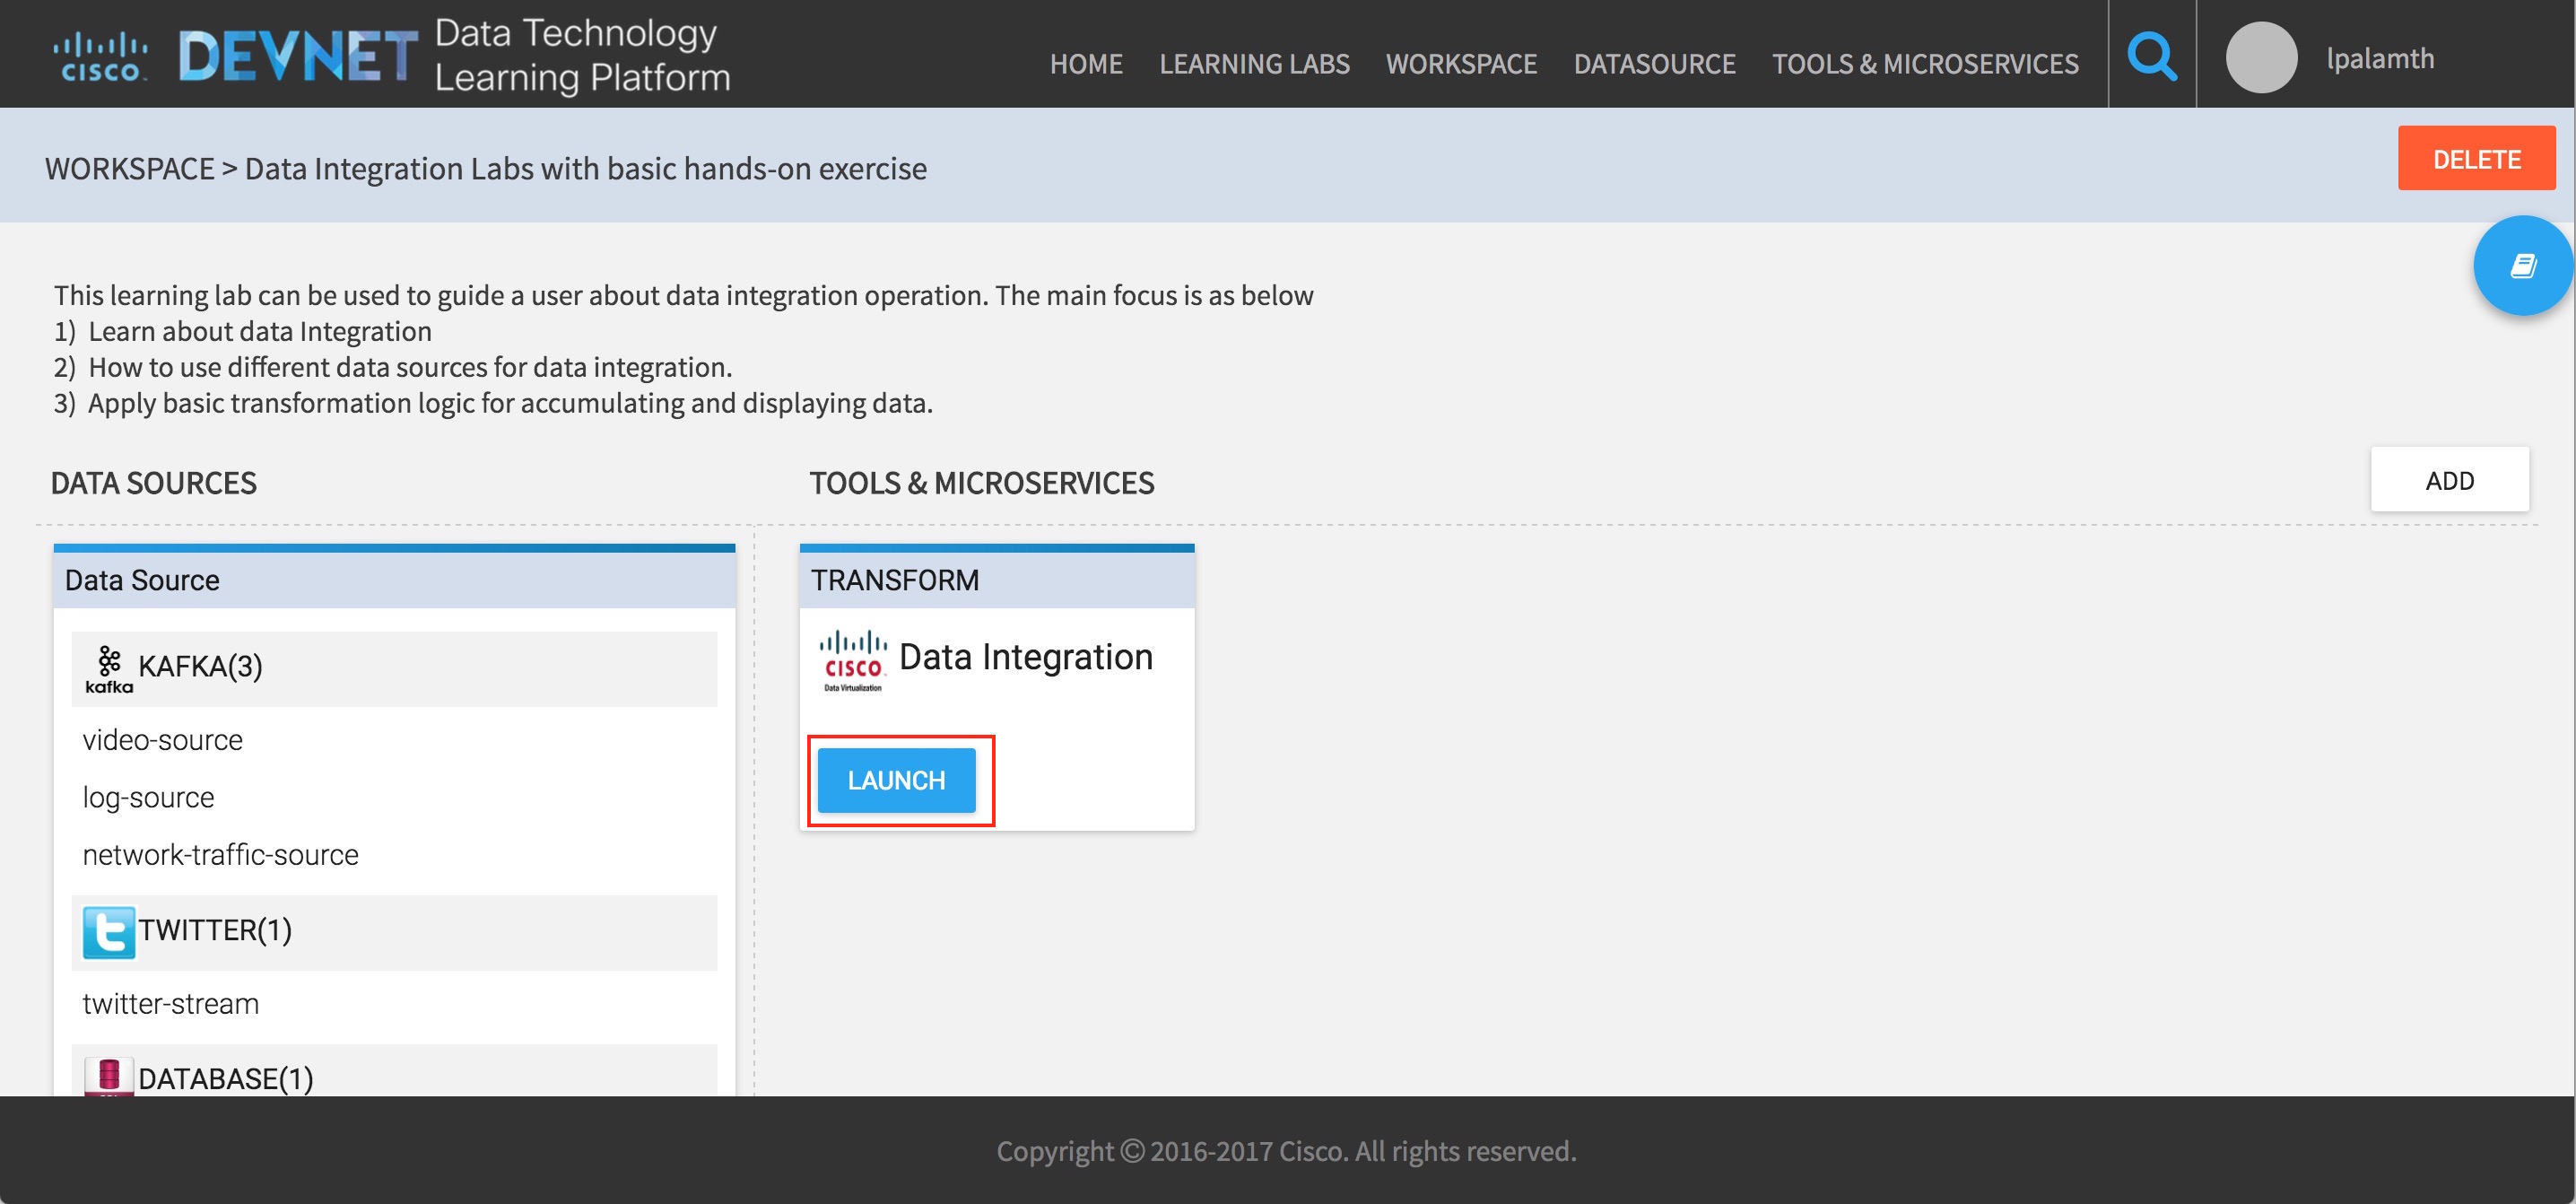 CISCO
DEVNET
Data Technology
Learning Platform
HOME
LEARNING LABS
WORKSPACE
DATASOURCE
TOOLS & MICROSERVICES
lpalamth
WORKSPACE > Data Integration Labs with basic hands-on exercise
DELETE
This learning lab can be used to guide a user about data integration operation. The main focus is as below
1) Learn about data Integration
2) How to use different data sources for data integration.
3) Apply basic transformation logic for accumulating and displaying data.
DATA SOURCES
TOOLS & MICROSERVICES
ADD
Data Source
kafka
KAFKA(3)
video-source
log-source
network-traffic-source
TWITTER(1)
twitter-stream
DATABASE(1)
TRANSFORM
CISCO
Data Virtualization
Data Integration
LAUNCH
Copyright © 2016-2017 Cisco. All rights reserved.